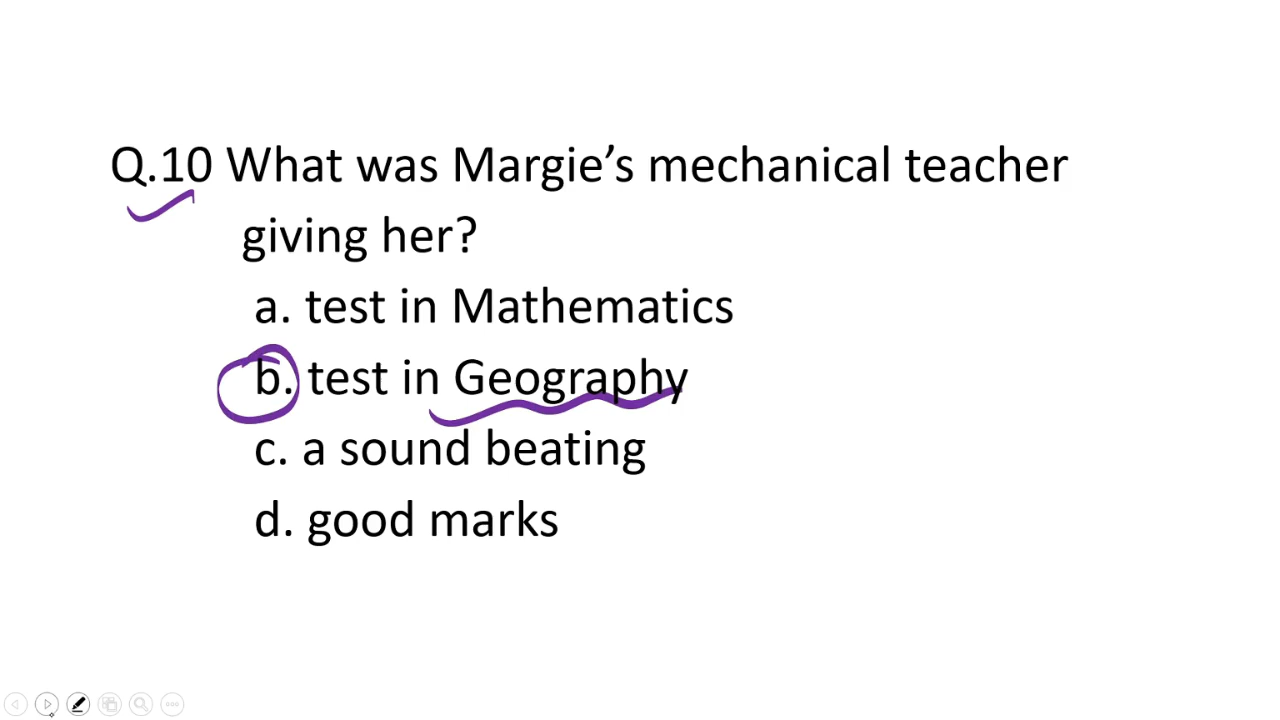 Q.10 What was Margie’s mechanical teacher
giving her?
a. test in Mathematics
b. test in Geography
c. a sound beating
d. good marks